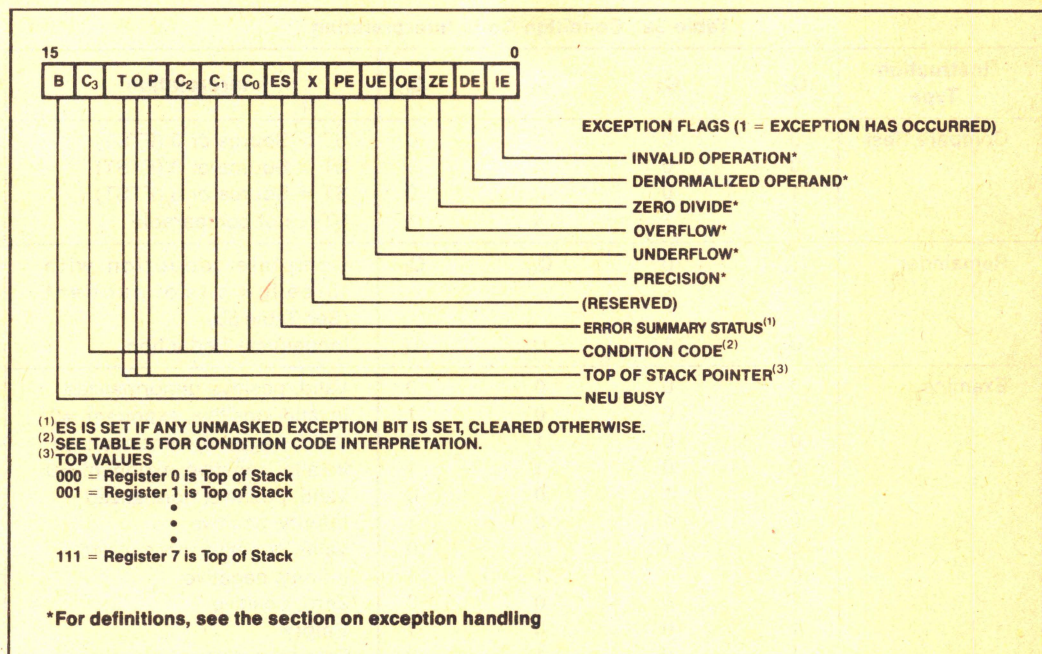 15 0
B C₃ T O P C₂ C₁ C₀ ES X PE UE OE ZE DE IE
EXCEPTION FLAGS (1 = EXCEPTION HAS OCCURRED)
INVALID OPERATION*
DENORMALIZED OPERAND*
ZERO DIVIDE*
OVERFLOW*
UNDERFLOW*
PRECISION*
(RESERVED)
ERROR SUMMARY STATUS(1)
CONDITION CODE(2)
TOP OF STACK POINTER(3)
NEU BUSY
(1)ES IS SET IF ANY UNMASKED EXCEPTION BIT IS SET, CLEARED OTHERWISE.
(2)SEE TABLE 5 FOR CONDITION CODE INTERPRETATION.
(3)TOP VALUES
000 = Register 0 is Top of Stack
001 = Register 1 is Top of Stack
•
•
•
111 = Register 7 is Top of Stack
*For definitions, see the section on exception handling